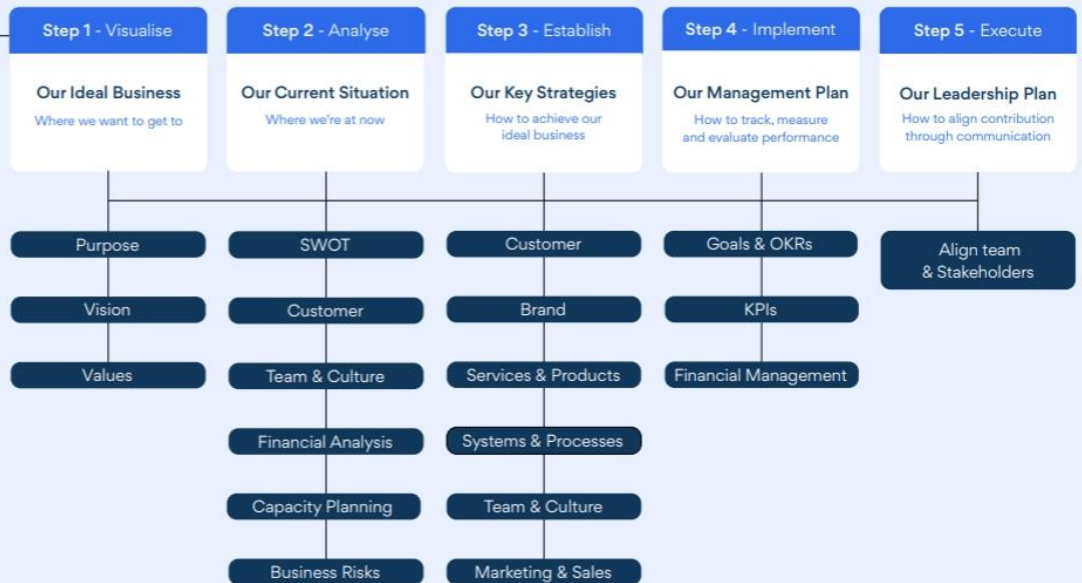 Step 1 - Visualise
Our Ideal Business
Where we want to get to
Purpose
Vision
Values
Step 2 - Analyse
Our Current Situation
Where we're at now
SWOT
Customer
Team & Culture
Financial Analysis
Capacity Planning
Business Risks
Step 3 - Establish
Our Key Strategies
How to achieve our
ideal business
Customer
Brand
Services & Products
Systems & Processes
Team & Culture
Marketing & Sales
Step 4 - Implement
Our Management Plan
How to track, measure
and evaluate performance
Goals & OKRs
KPIs
Financial Management
Step 5 - Execute
Our Leadership Plan
How to align contribution
through communication
Align team
& Stakeholders